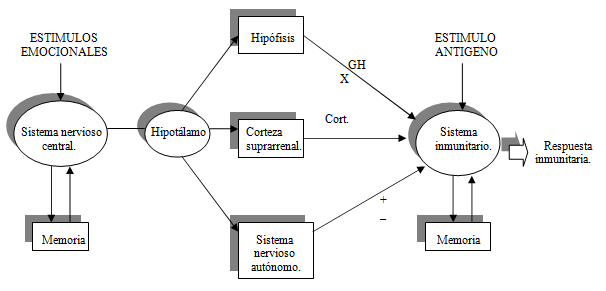 ESTIMULOS
EMOCIONALES
Hipófisis
ESTIMULO
ANTIGENO
GH
X
Sistema nervioso
central.
Hipotálamo
Corteza
suprarrenal.
Cort.
Sistema
inmunitario.
Respuesta
inmunitaria.
+
–
Memoria
Sistema
nervioso
autónomo.
Memoria